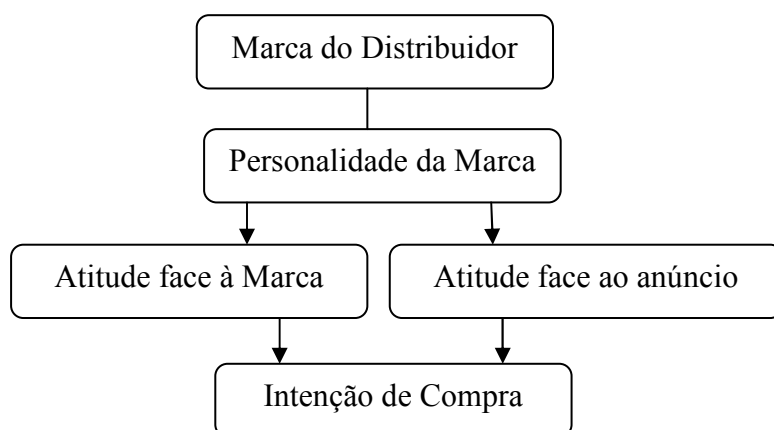 Marca do Distribuidor
Personalidade da Marca
Atitude face à Marca
Atitude face ao anúncio
Intenção de Compra